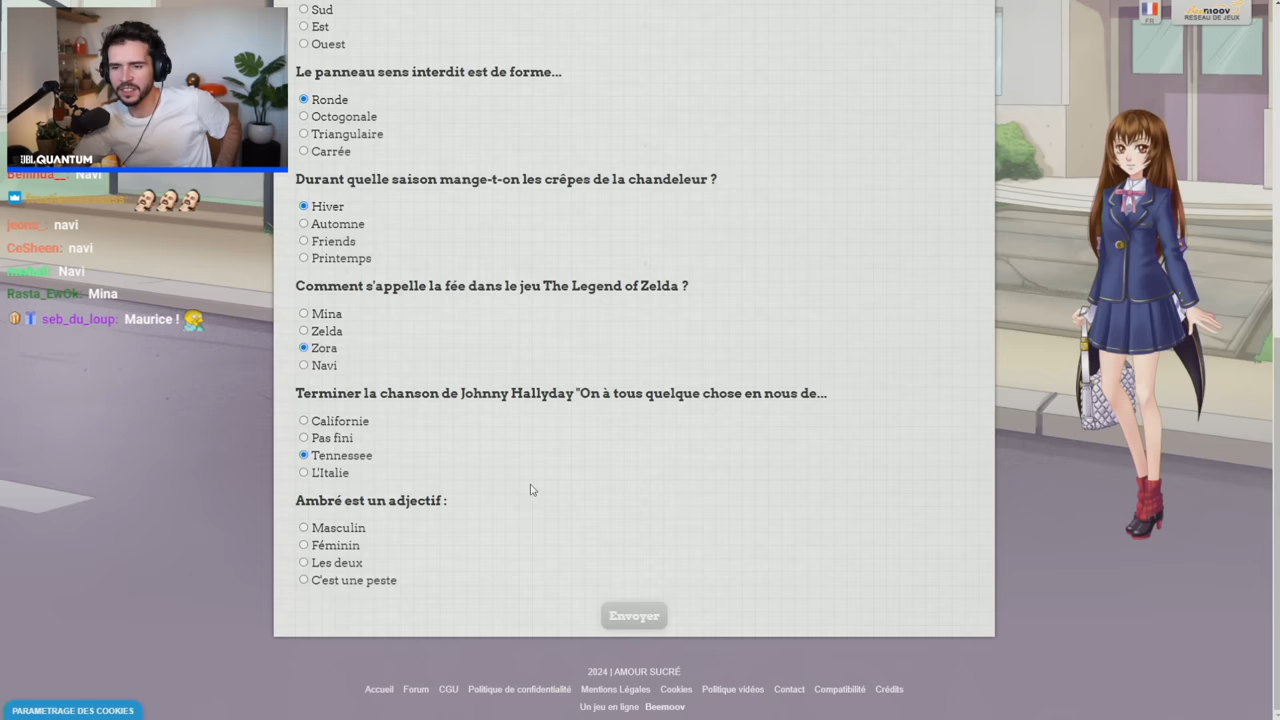 Sud
Est
Ouest
Le panneau sens interdit est de forme...
Ronde
Octogonale
Triangulaire
Carrée
Durant quelle saison mange-t-on les crêpes de la chandeleur ?
Hiver
Automne
Friends
Printemps
Comment s'appelle la fée dans le jeu The Legend of Zelda ?
Mina
Zelda
Zora
Navi
Terminer la chanson de Johnny Hallyday "On à tous quelque chose en nous de...
Californie
Pas fini
Tennessee
L'Italie
Ambré est un adjectif :
Masculin
Féminin
Les deux
C'est une peste
Envoyer
2024 | AMOUR SUCRÉ
Accueil Forum CGU Politique de confidentialité Mentions Légales Cookies Politique vidéos Contact Compatibilité Crédits
Un jeu en ligne Beemoov
PARAMETRAGE DES COOKIES
JBL QUANTUM
Navi
navi
CeSheen: navi
Navi
Rasta_EwOk: Mina
seb_du_loup: Maurice !
FR
Beemoov
RESEAU DE JEUX